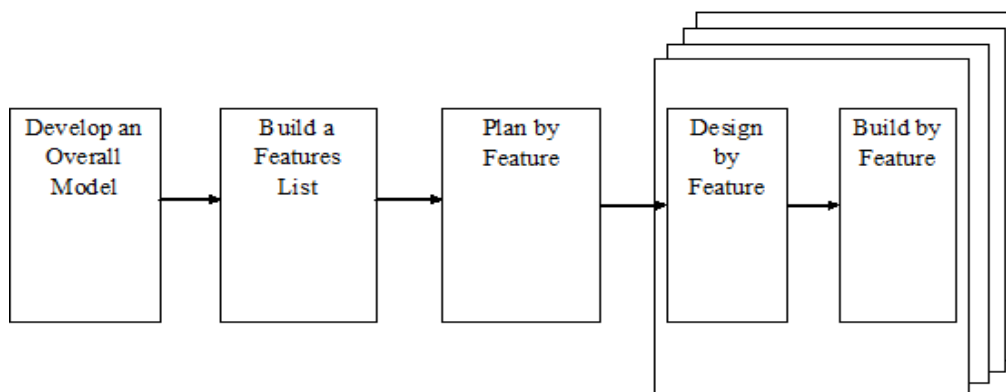 Develop an
Overall
Model
Build a
Features
List
Plan by
Feature
Design
by
Feature
Build by
Feature